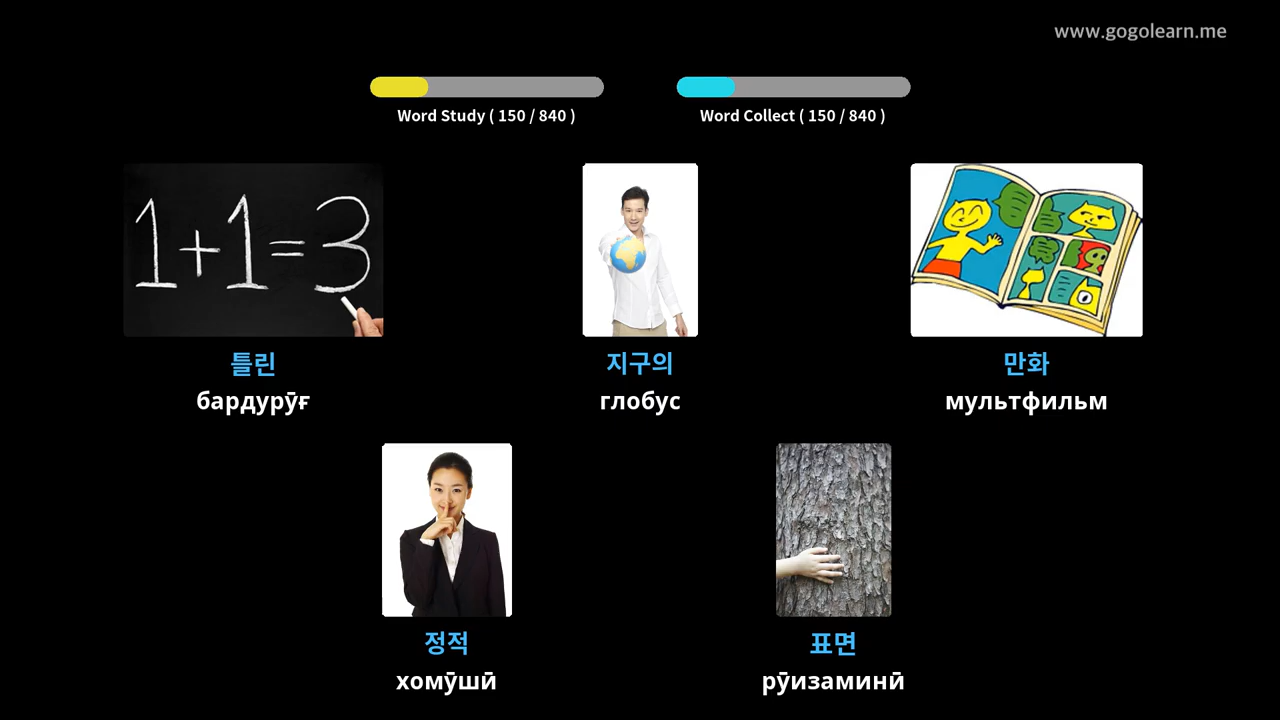 www.gogolearn.me
Word Study ( 150 / 840 )
Word Collect ( 150 / 840 )
1+1=3
틀린
бардурӯғ
지구의
глобус
만화
мультфильм
정적
хомӯшӣ
표면
рӯизаминӣ